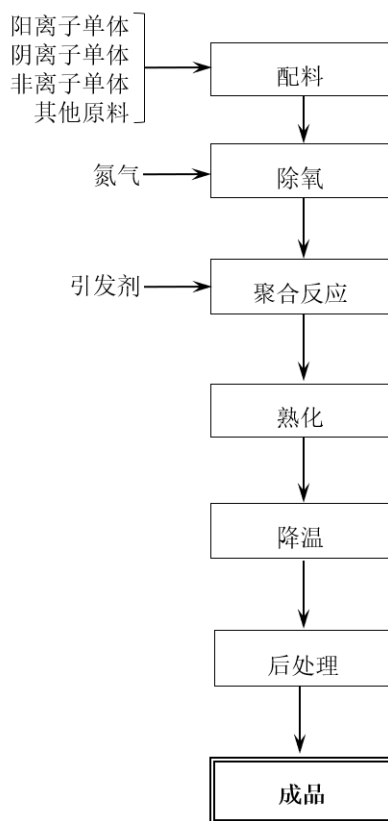 阳离子单体
阴离子单体
非离子单体
其他原料
配料
氮气
除氧
引发剂
聚合反应
熟化
降温
后处理
成品